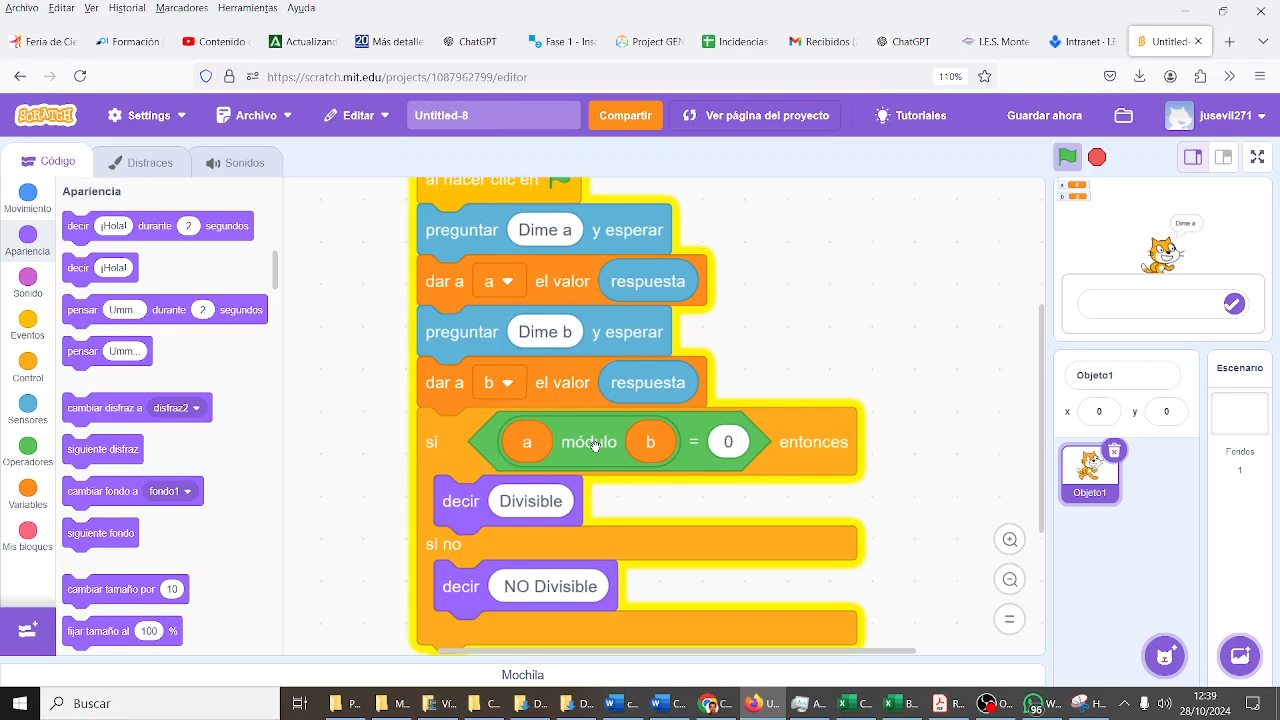 Archivo Editar Ver Historial Marcadores Herramientas Ayuda
Feria de Cie
Formación
Contenido
Actualizand
20 Más detalle
ChatGPT
Fase 1 - Insc
Project GEN
Incidencias
Recibidos (
ChatGPT
I.E.S. Monte
Intranet - I.E
Untitled-
https://scratch.mit.edu/projects/1087962799/editor
110%
SCRATCH
Settings
Archivo
Editar
Untitled-8
Compartir
Ver página del proyecto
Tutoriales
Guardar ahora
jusevil271
Código
Disfraces
Sonidos
Movimiento
Apariencia
Sonido
Eventos
Control
Sensores
Operadores
Variables
Mis bloques
Apariencia
decir ¡Hola! durante 2 segundos
decir ¡Hola!
pensar Umm... durante 2 segundos
pensar Umm...
cambiar disfraz a disfraz2
siguiente disfraz
cambiar fondo a fondo1
siguiente fondo
cambiar tamaño por 10
fijar tamaño al 100 %
al hacer clic en
preguntar Dime a y esperar
dar a a el valor respuesta
preguntar Dime b y esperar
dar a b el valor respuesta
si a módulo b = 0 entonces
decir Divisible
si no
decir NO Divisible
a
b
Dime a
Objeto1
x 0 y 0
Objeto1
Escenario
Fondos
1
Mochila
Buscar
P...
P...
V...
C...
D...
D...
C...
C...
C...
U...
A...
C...
B...
R...
O...
96
C...
F...
12:39
28/10/2024